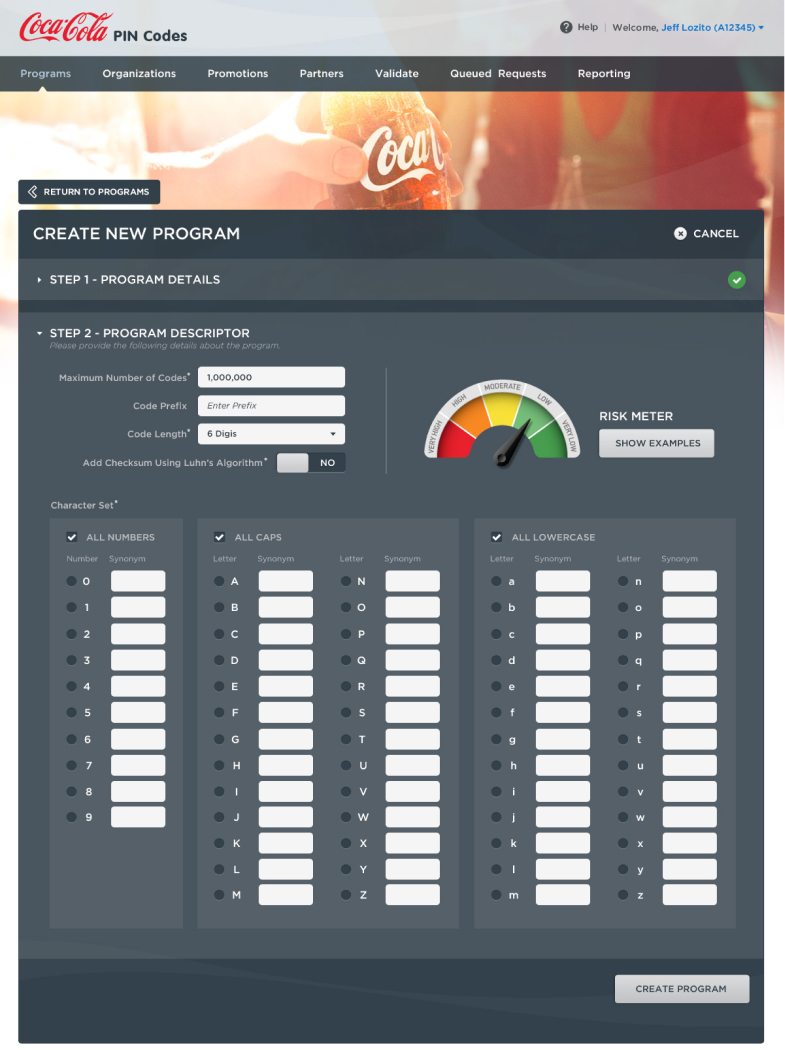 Coca-Cola PIN Codes
? Help | Welcome, Jeff Lozito (A12345)
Programs Organizations Promotions Partners Validate Queued Requests Reporting
Coca
RETURN TO PROGRAMS
CREATE NEW PROGRAM
CANCEL
STEP 1 - PROGRAM DETAILS
STEP 2 - PROGRAM DESCRIPTOR
Please provide the following details about the program.
Maximum Number of Codes* 1,000,000
Code Prefix Enter Prefix
Code Length* 6 Digis
Add Checksum Using Luhn's Algorithm* NO
VERY HIGH
HIGH
MODERATE
LOW
VERY LOW
RISK METER
SHOW EXAMPLES
Character Set*
ALL NUMBERS
Number Synonym
0
1
2
3
4
5
6
7
8
9
ALL CAPS
Letter Synonym Letter Synonym
A N
B O
C P
D Q
E R
F S
G T
H U
I V
J W
K X
L Y
M Z
ALL LOWERCASE
Letter Synonym Letter Synonym
a n
b o
c p
d q
e r
f s
g t
h u
i v
j w
k x
l y
m z
CREATE PROGRAM